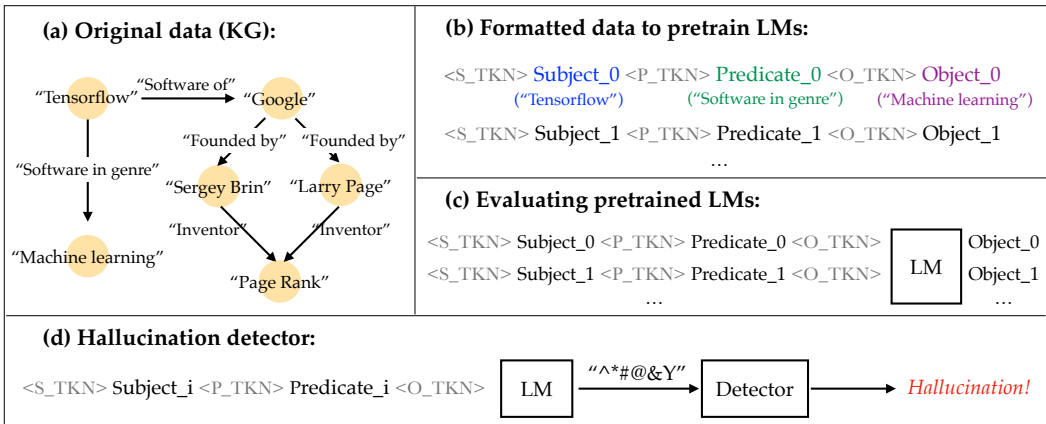 (a) Original data (KG):
“Tensorflow”
“Software of”
“Google”
“Founded by”
“Founded by”
“Software in genre”
“Sergey Brin”
“Larry Page”
“Inventor”
“Inventor”
“Machine learning”
“Page Rank”
(b) Formatted data to pretrain LMs:
<S_TKN> Subject_0 <P_TKN> Predicate_0 <O_TKN> Object_0
(“Tensorflow”) (“Software in genre”) (“Machine learning”)
<S_TKN> Subject_1 <P_TKN> Predicate_1 <O_TKN> Object_1
...
(c) Evaluating pretrained LMs:
<S_TKN> Subject_0 <P_TKN> Predicate_0 <O_TKN> Object_0
LM
<S_TKN> Subject_1 <P_TKN> Predicate_1 <O_TKN> Object_1
... ...
(d) Hallucination detector:
<S_TKN> Subject_i <P_TKN> Predicate_i <O_TKN> LM “^*#@&Y” Detector Hallucination!